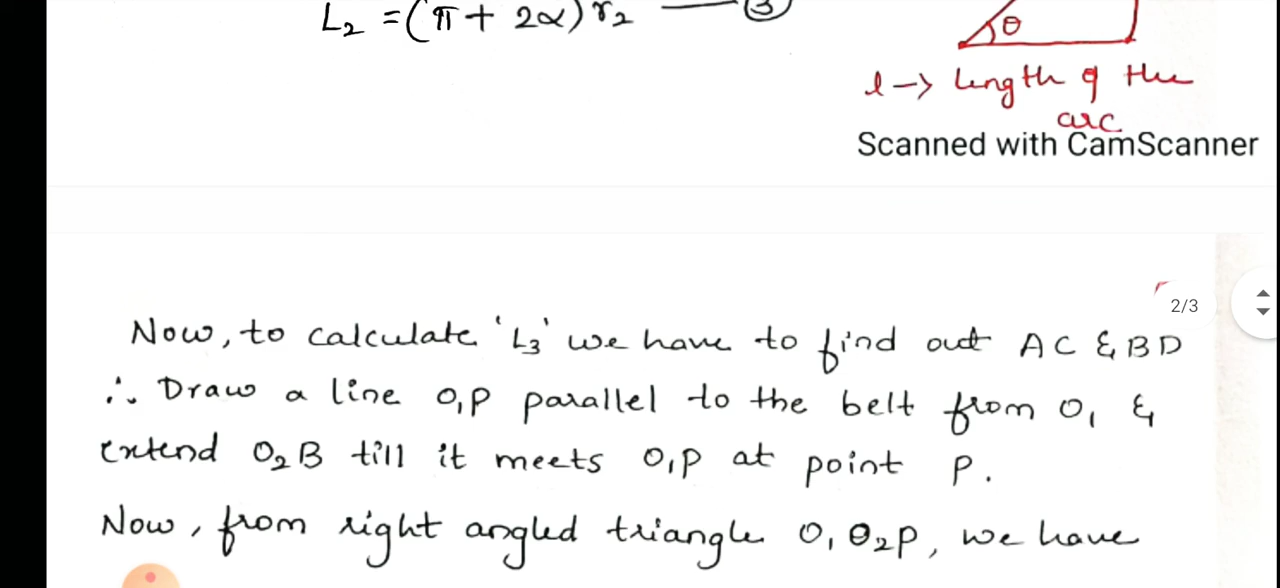 L2 = (π + 2α) r2 — ③
θ
l → length of the
arc
Scanned with CamScanner
2/3
Now, to calculate 'L3' we have to find out AC & BD
∴ Draw a line O1P parallel to the belt from O1 &
extend O2B till it meets O1P at point P.
Now, from right angled triangle O1O2P, we have